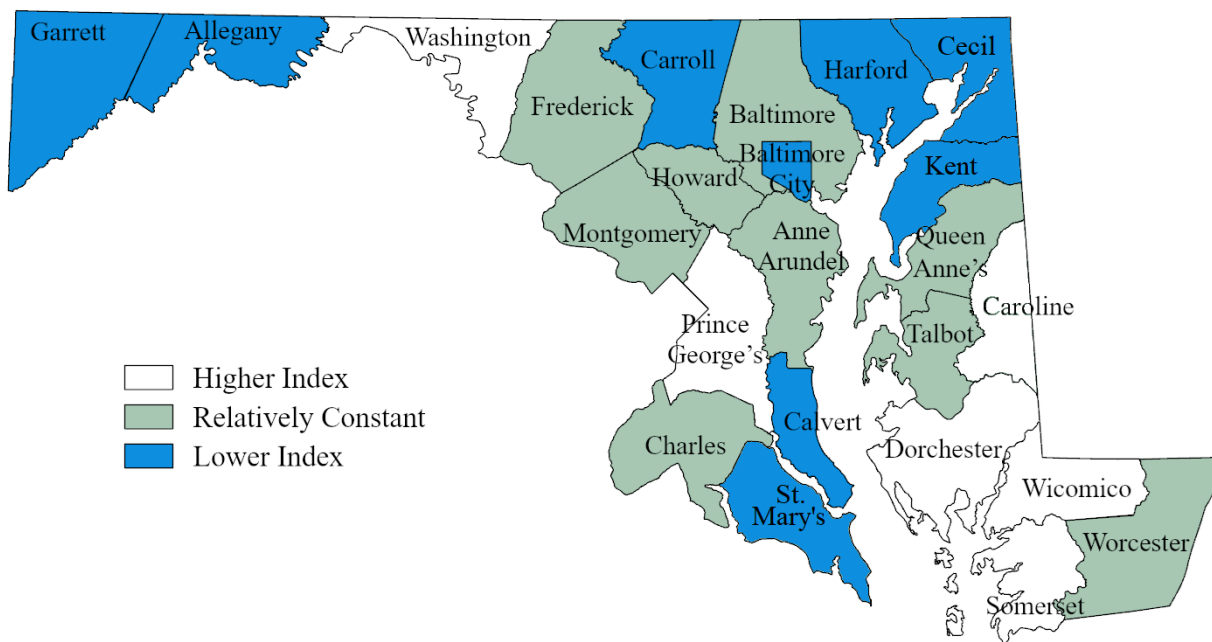 Garrett
Allegany
Washington
Frederick
Carroll
Baltimore
Harford
Cecil
Baltimore
City
Howard
Kent
Montgomery
Anne
Arundel
Queen
Anne’s
Caroline
Prince
George’s
Talbot
Higher Index
Relatively Constant
Lower Index
Charles
Calvert
Dorchester
St.
Mary's
Wicomico
Worcester
Somerset